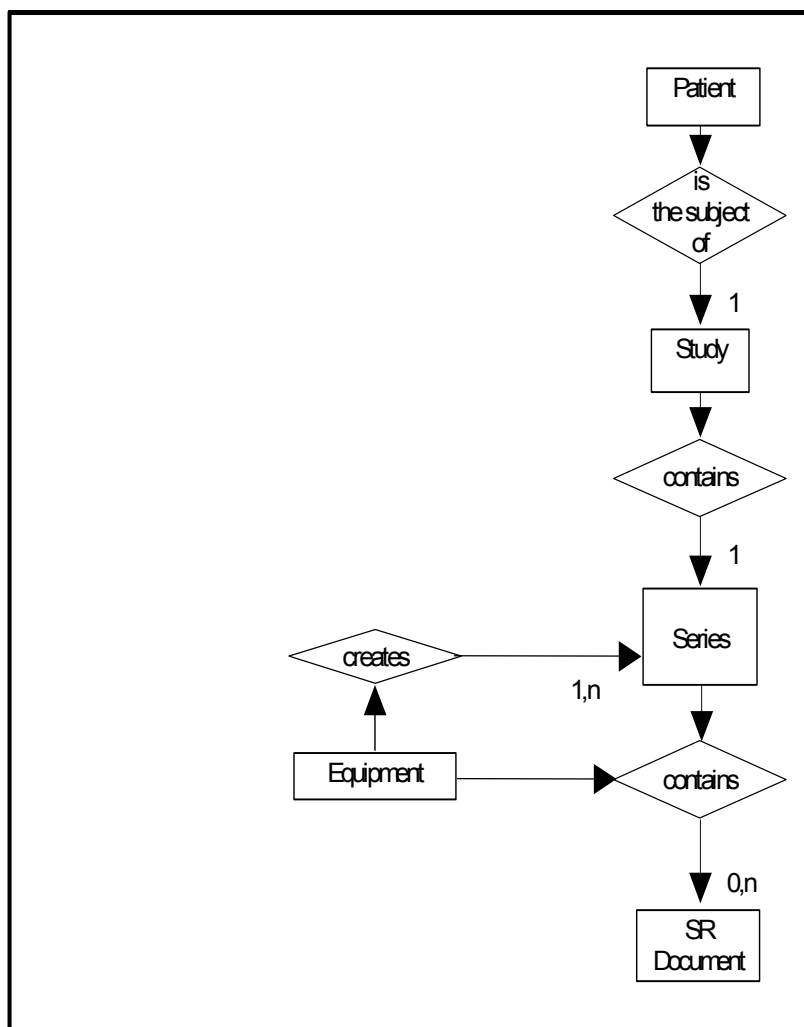 Patient
is
the subject
of
1
Study
contains
1
Series
creates
1,n
Equipment
contains
0,n
SR
Document